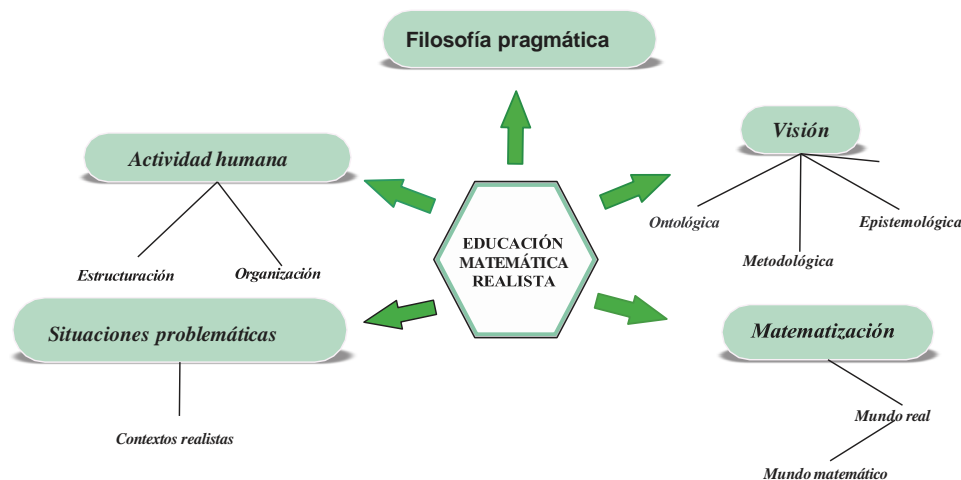 Filosofía pragmática
Visión
Actividad humana
Ontológica
Epistemológica
Metodológica
EDUCACIÓN
MATEMÁTICA
REALISTA
Estructuración
Organización
Situaciones problemáticas
Matematización
Contextos realistas
Mundo real
Mundo matemático